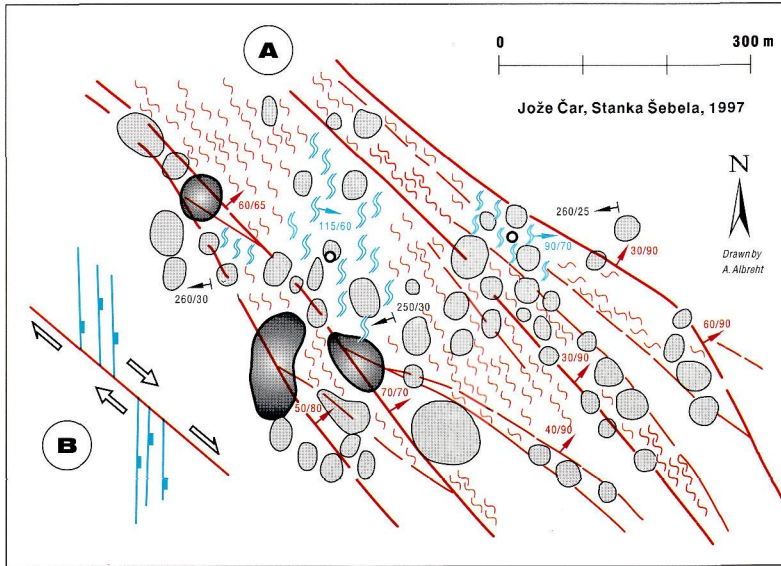 A
0
300 m
Jože Čar, Stanka Šebela, 1997
N
Drawn by
A. Albreht
60/65
115/60
260/25
90/70
30/90
260/30
250/30
60/90
30/90
50/80
70/70
40/90
B